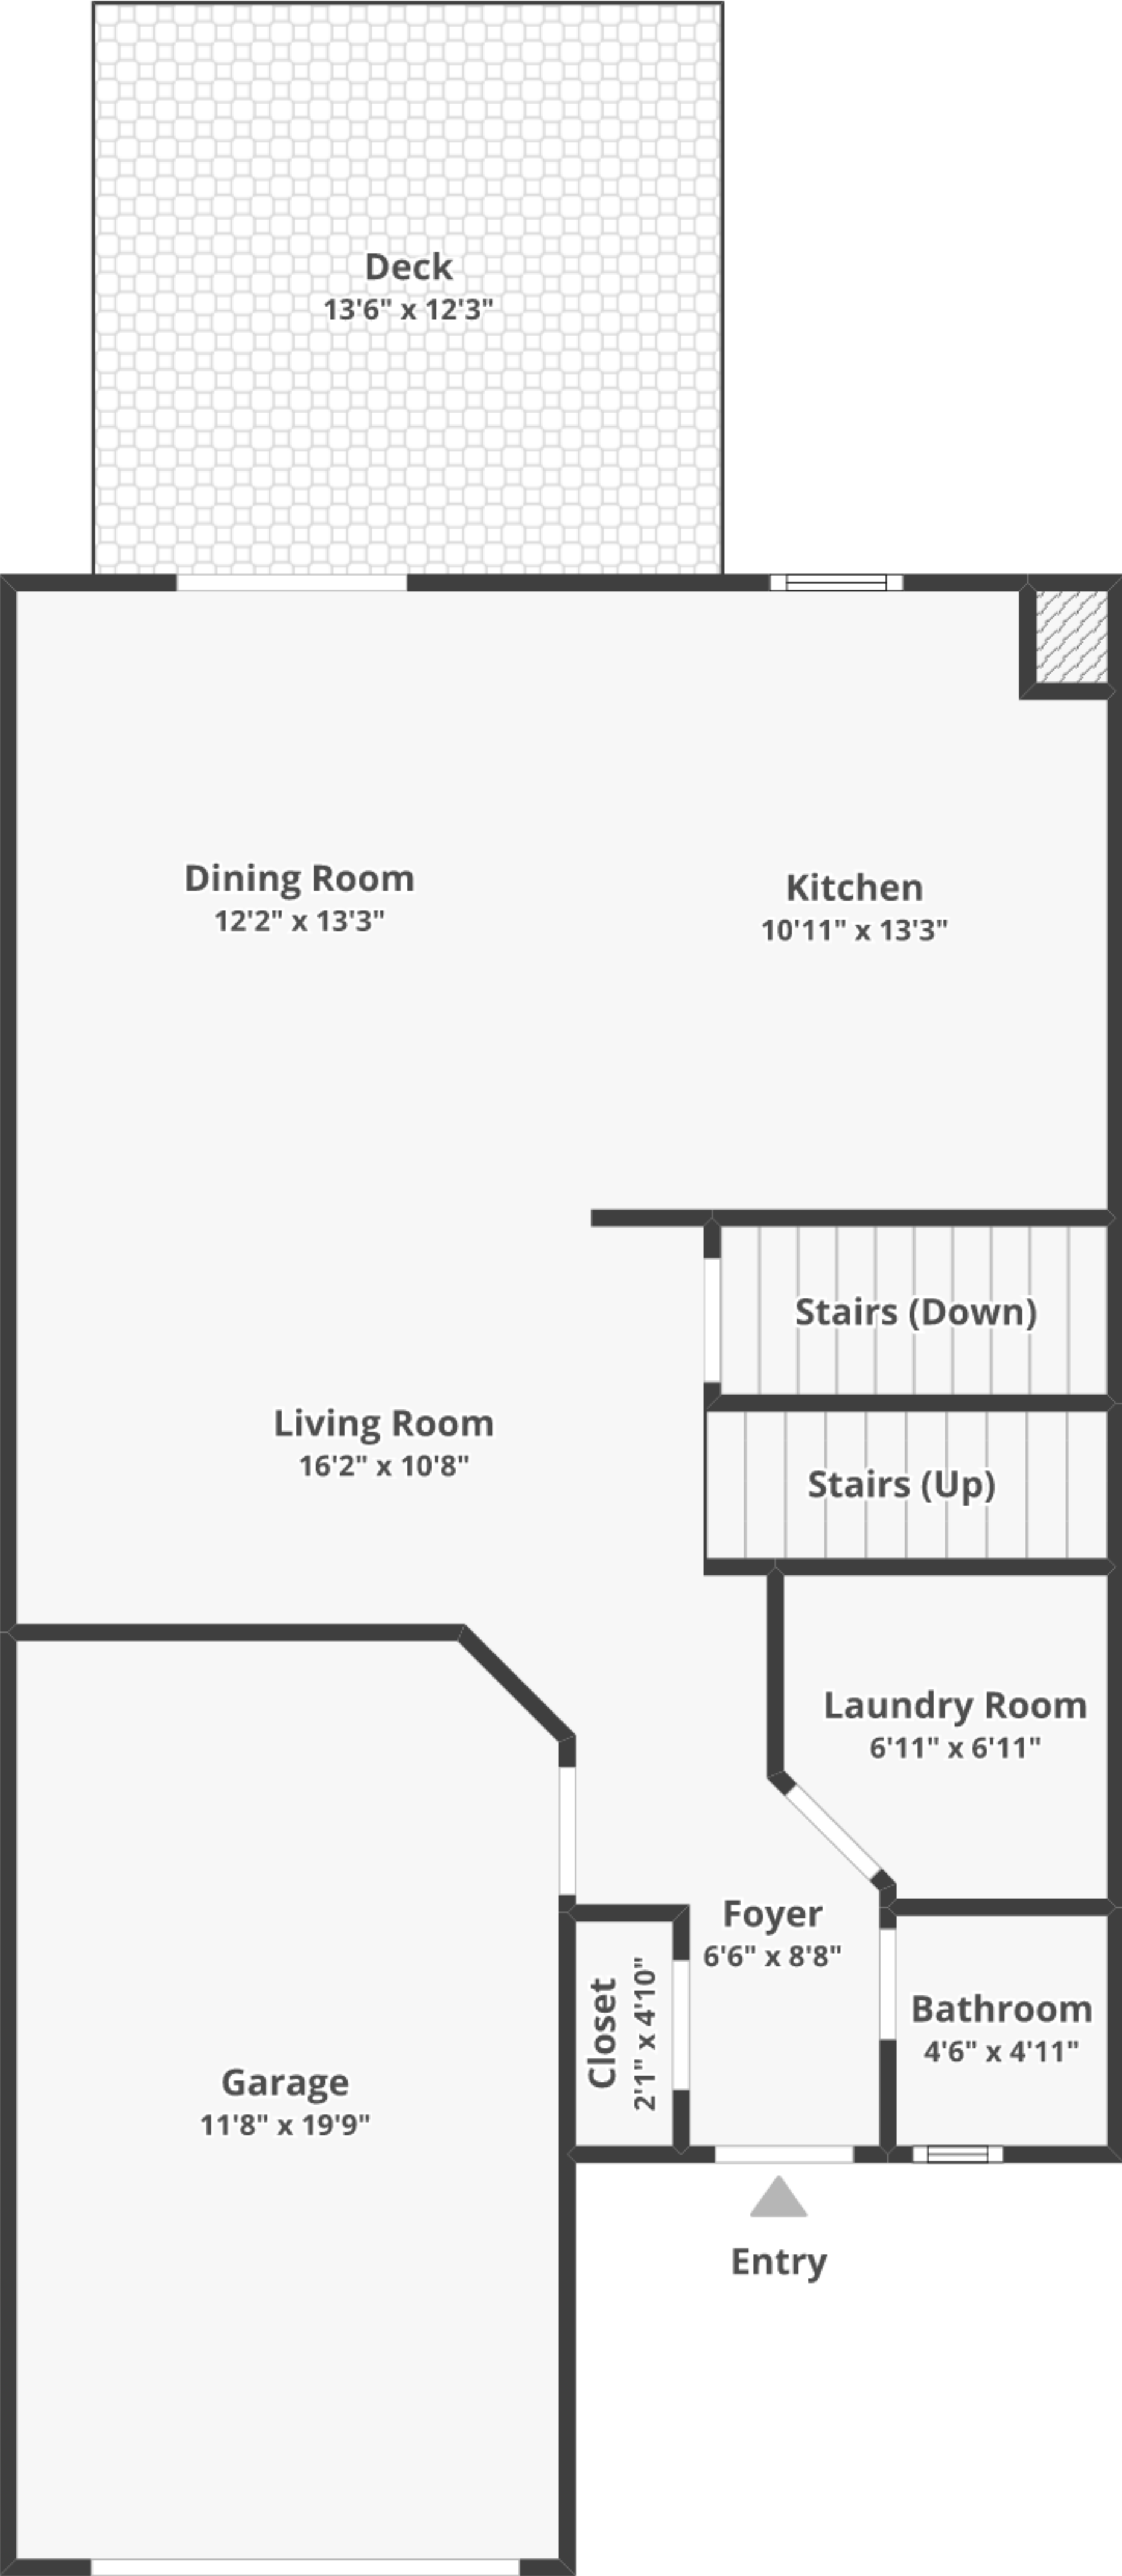 Deck
13'6" x 12'3"
Dining Room
12'2" x 13'3"
Kitchen
10'11" x 13'3"
Stairs (Down)
Living Room
16'2" x 10'8"
Stairs (Up)
Laundry Room
6'11" x 6'11"
Foyer
6'6" x 8'8"
Closet
2'1" x 4'10"
Bathroom
4'6" x 4'11"
Garage
11'8" x 19'9"
Entry